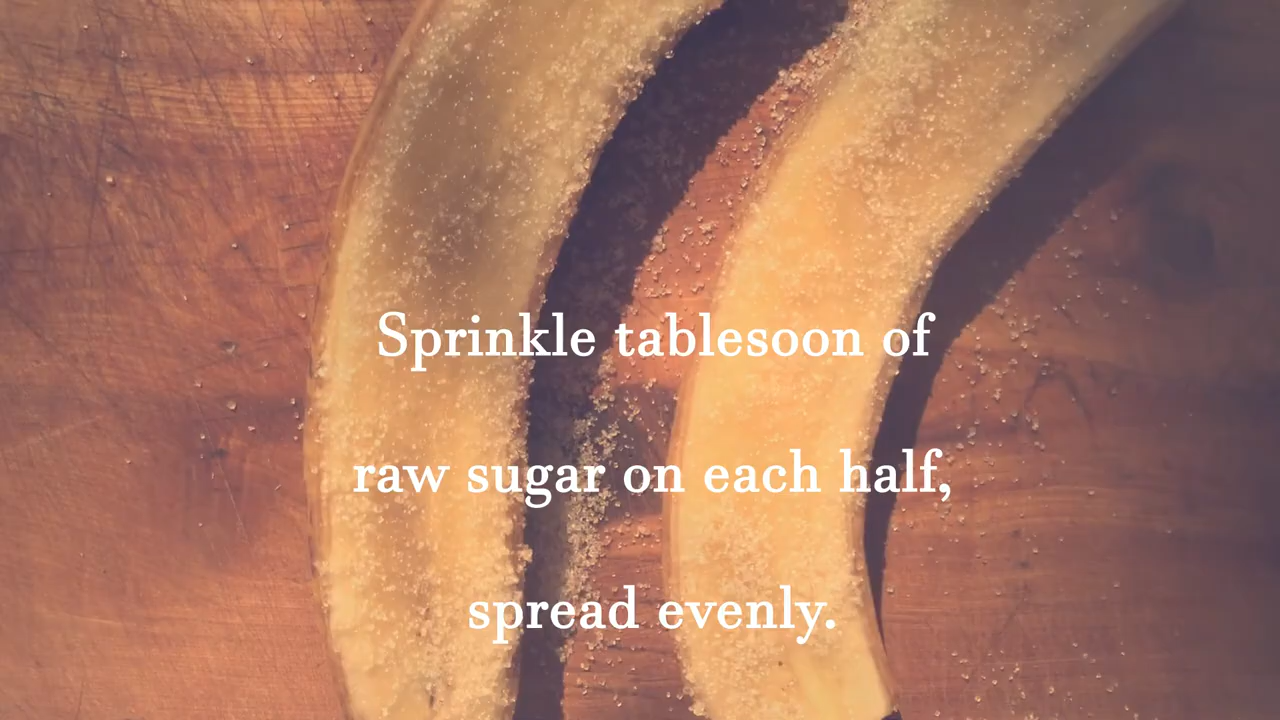 Sprinkle tablesoon of
raw sugar on each half,
spread evenly.